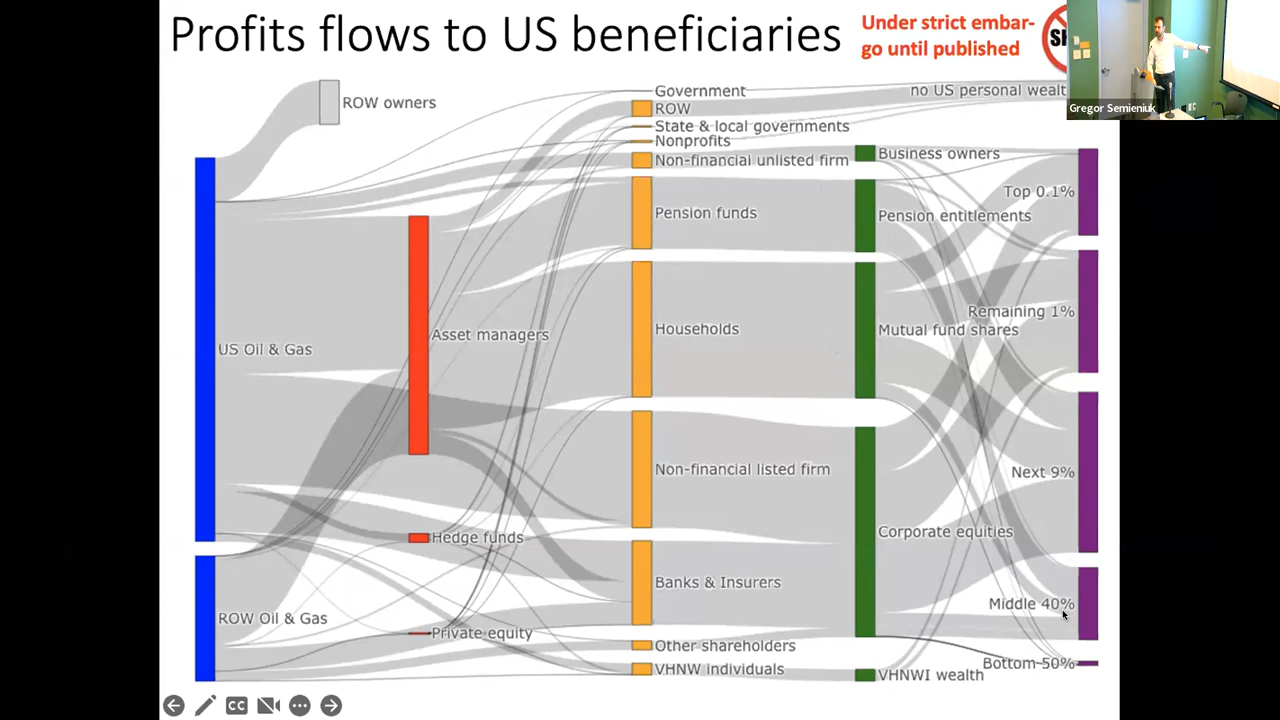 Profits flows to US beneficiaries
Under strict embar-
go until published
SH
Gregor Semieniuk
ROW owners
Government
no US personal wealt
ROW
State & local governments
Nonprofits
Non-financial unlisted firm
Business owners
Top 0.1%
Pension funds
Pension entitlements
Remaining 1%
Households
Mutual fund shares
Asset managers
US Oil & Gas
Non-financial listed firm
Next 9%
Corporate equities
Hedge funds
Banks & Insurers
Middle 40%
ROW Oil & Gas
Private equity
Other shareholders
VHNW individuals
Bottom 50%
VHNWI wealth
CC